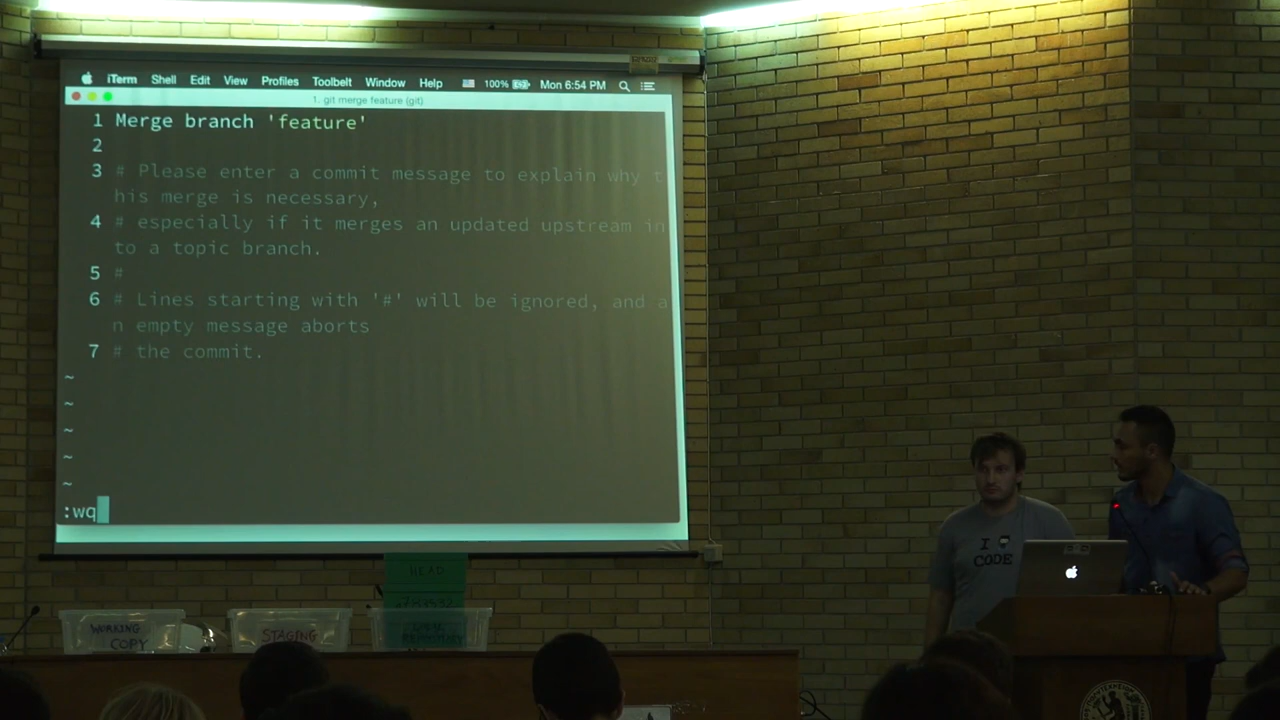 iTerm Shell Edit View Profiles Toolbelt Window Help 100% Mon 6:54 PM
1. git merge feature (git)
1 Merge branch 'feature'
2
3 # Please enter a commit message to explain why t
his merge is necessary,
4 # especially if it merges an updated upstream in
to a topic branch.
5 #
6 # Lines starting with '#' will be ignored, and a
n empty message aborts
7 # the commit.
~
~
~
~
~
:wq
I
CODE
HEAD
WORKING
COPY
STAGING